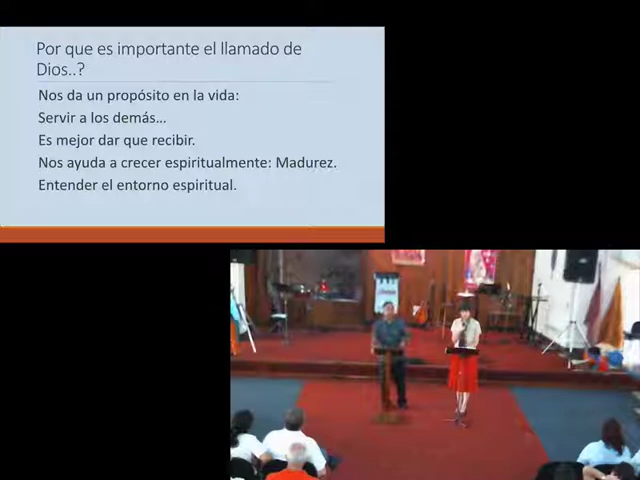 Por que es importante el llamado de
Dios..?
Nos da un propósito en la vida:
Servir a los demás...
Es mejor dar que recibir.
Nos ayuda a crecer espiritualmente: Madurez.
Entender el entorno espiritual.